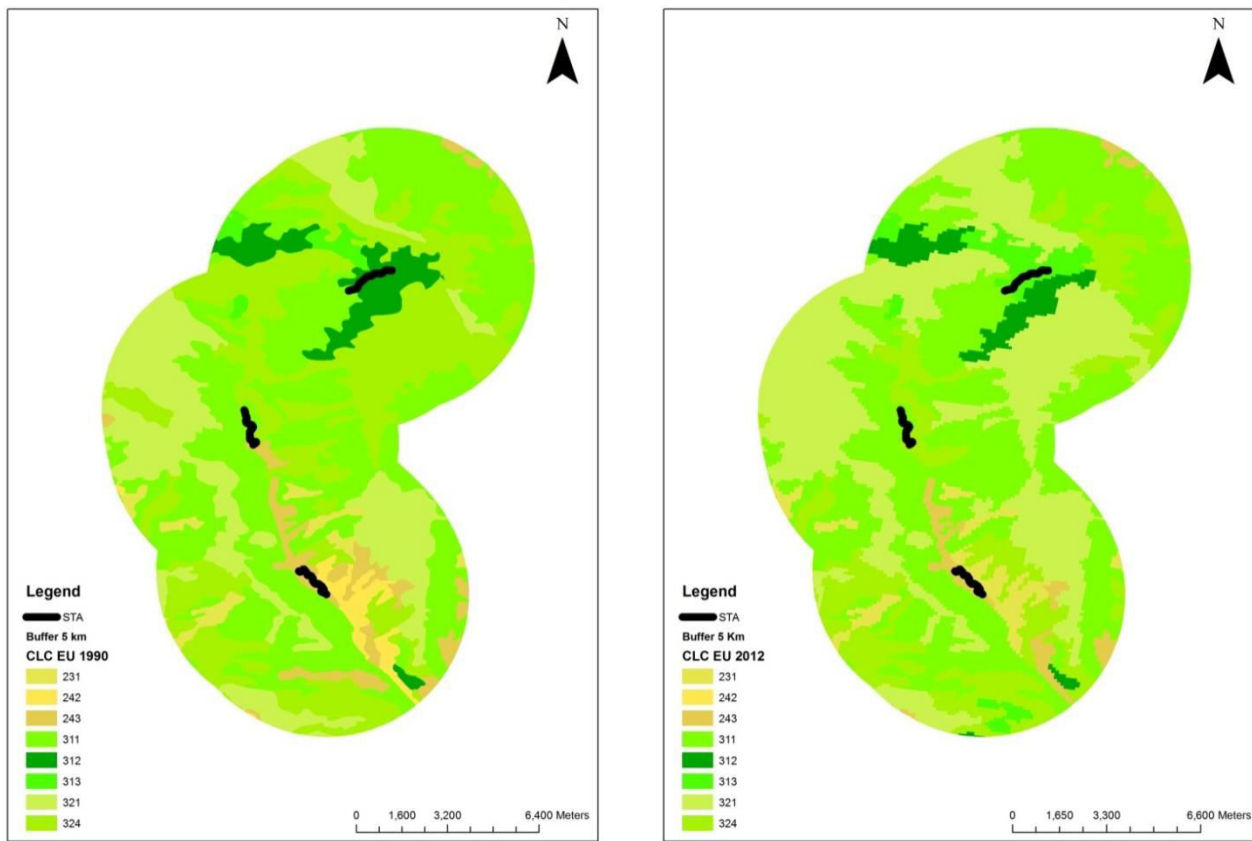 N
Legend
STA
Buffer 5 km
CLC EU 1990
231
242
243
311
312
313
321
324
0 1,600 3,200 6,400 Meters
N
Legend
STA
Buffer 5 Km
CLC EU 2012
231
242
243
311
312
313
321
324
0 1,650 3,300 6,600 Meters